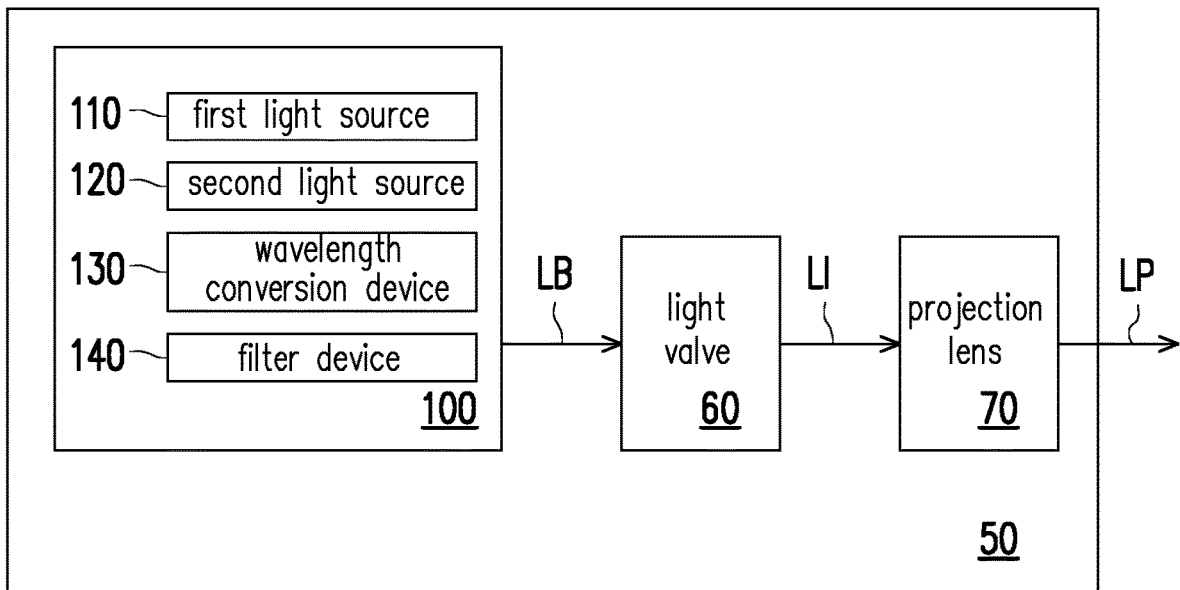 110 first light source
120 second light source
130 wavelength
conversion device
140 filter device
100
LB
light
valve
60
LI
projection
lens
70
LP
50